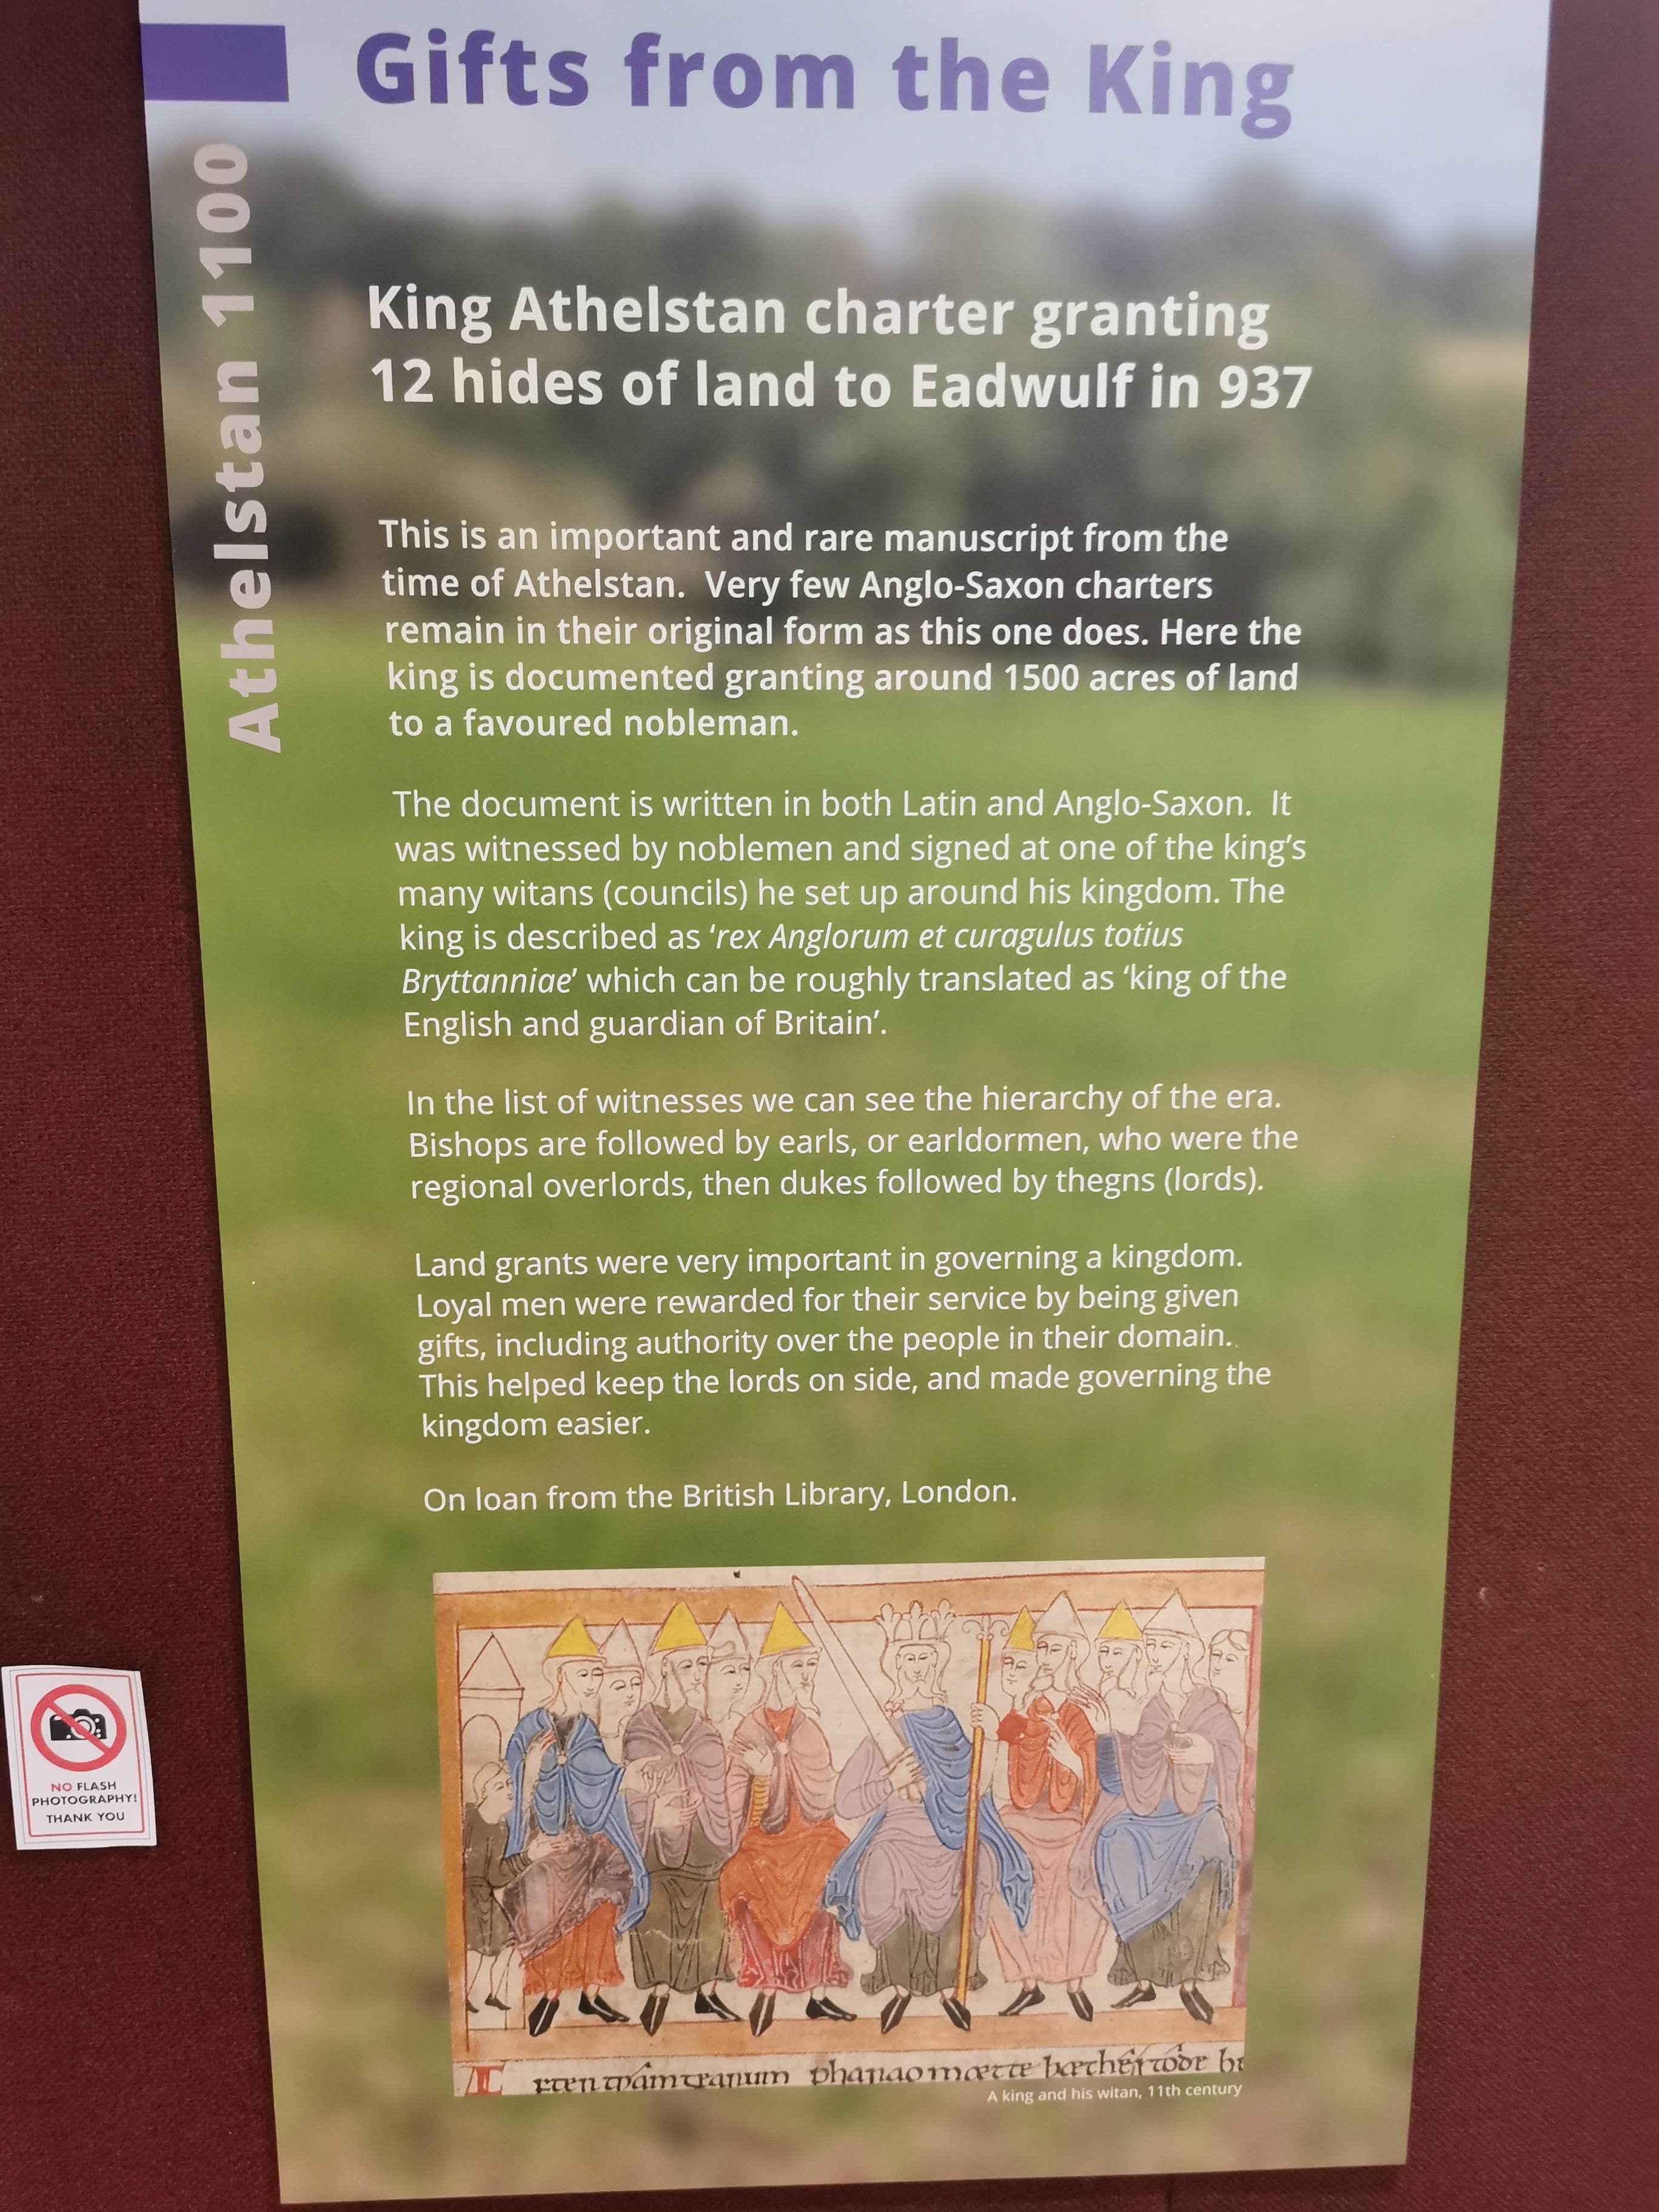 Gifts from the King
Athelstan 1100
King Athelstan charter granting
12 hides of land to Eadwulf in 937
This is an important and rare manuscript from the
time of Athelstan. Very few Anglo-Saxon charters
remain in their original form as this one does. Here the
king is documented granting around 1500 acres of land
to a favoured nobleman.
The document is written in both Latin and Anglo-Saxon. It
was witnessed by noblemen and signed at one of the king's
many witans (councils) he set up around his kingdom. The
king is described as 'rex Anglorum et curagulus totius
Bryttanniae' which can be roughly translated as 'king of the
English and guardian of Britain'.
In the list of witnesses we can see the hierarchy of the era.
Bishops are followed by earls, or earldormen, who were the
regional overlords, then dukes followed by thegns (lords).
Land grants were very important in governing a kingdom.
Loyal men were rewarded for their service by being given
gifts, including authority over the people in their domain.
This helped keep the lords on side, and made governing the
kingdom easier.
On loan from the British Library, London.
A king and his witan, 11th century
NO FLASH
PHOTOGRAPHY!
THANK YOU